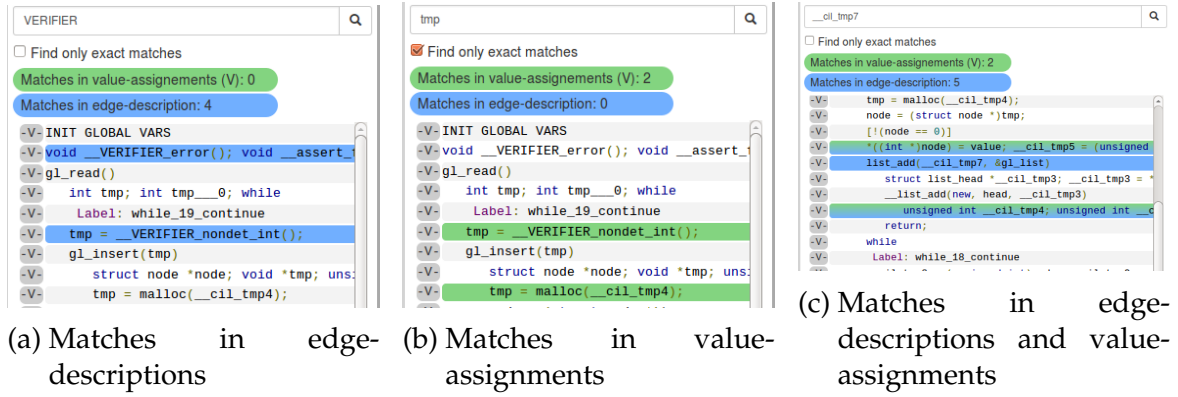 VERIFIER
Find only exact matches
Matches in value-assignements (V): 0
Matches in edge-description: 4
-V- INIT GLOBAL VARS
-V- void __VERIFIER_error(); void __assert_
-V- gl_read()
-V- int tmp; int tmp___0; while
-V- Label: while_19_continue
-V- tmp = __VERIFIER_nondet_int();
-V- gl_insert(tmp)
-V- struct node *node; void *tmp; uns
-V- tmp = malloc(__cil_tmp4);
(a) Matches in edge-
descriptions
tmp
Find only exact matches
Matches in value-assignements (V): 2
Matches in edge-description: 0
-V- INIT GLOBAL VARS
-V- void __VERIFIER_error(); void __assert_
-V- gl_read()
-V- int tmp; int tmp___0; while
-V- Label: while_19_continue
-V- tmp = __VERIFIER_nondet_int();
-V- gl_insert(tmp)
-V- struct node *node; void *tmp; uns
-V- tmp = malloc(__cil_tmp4);
(b) Matches in value-
assignments
__cil_tmp7
Find only exact matches
Matches in value-assignements (V): 2
Matches in edge-description: 5
-V- tmp = malloc(__cil_tmp4);
-V- node = (struct node *)tmp;
-V- [!(node == 0)]
-V- *((int *)node) = value; __cil_tmp5 = (unsigned
-V- list_add(__cil_tmp7, &gl_list)
-V- struct list_head *__cil_tmp3; __cil_tmp3 = *
-V- __list_add(new, head, __cil_tmp3)
-V- unsigned int __cil_tmp4; unsigned int __c
-V- return;
-V- while
-V- Label: while_18_continue
-V-
(c) Matches in edge-
descriptions and value-
assignments